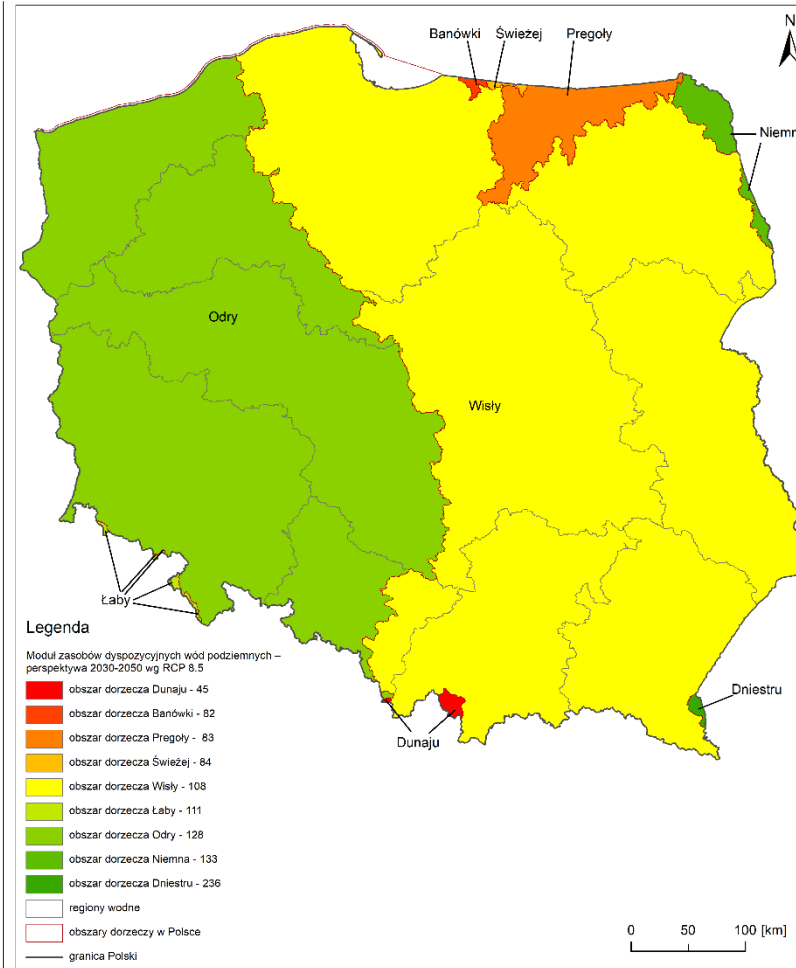 Banówki
Świeżej
Pregoły
N
Odry
Wisły
Łaby
Dunaju
Dniestru
Legenda
Moduł zasobów dyspozycyjnych wód podziemnych –
perspektywa 2030-2050 wg RCP 8.5
obszar dorzecza Dunaju - 45
obszar dorzecza Banówki - 82
obszar dorzecza Pregoły - 83
obszar dorzecza Świeżej - 84
obszar dorzecza Wisły - 108
obszar dorzecza Łaby - 111
obszar dorzecza Odry - 128
obszar dorzecza Niemna - 133
obszar dorzecza Dniestru - 236
regiony wodne
obszary dorzeczy w Polsce
granica Polski
0 50 100 [km]